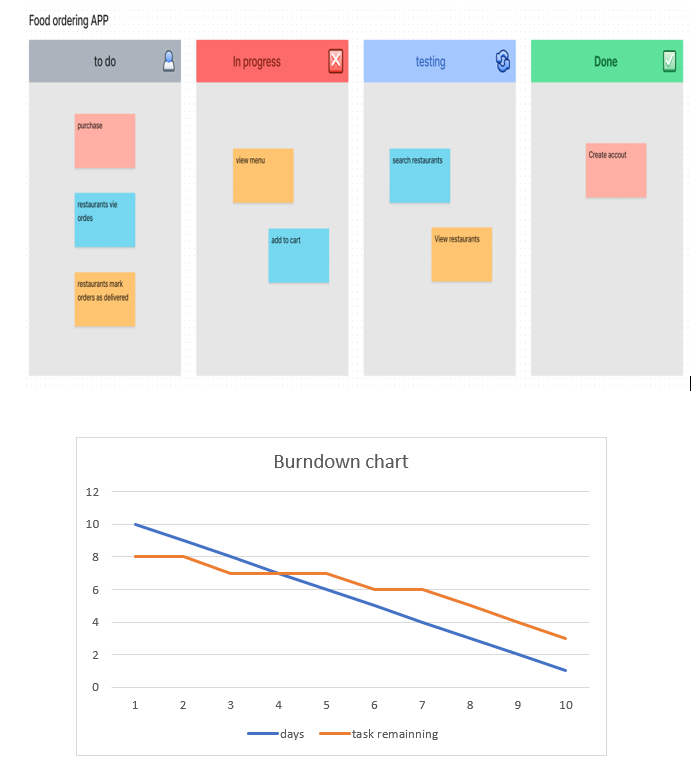 Food ordering APP
to do
In progress
testing
Done
purchase
restaurants vie
ordes
restaurants mark
orders as delivered
view menu
add to cart
search restaurants
View restaurants
Create accout
Burndown chart
12
10
8
6
4
2
0
1 2 3 4 5 6 7 8 9 10
days task remainning